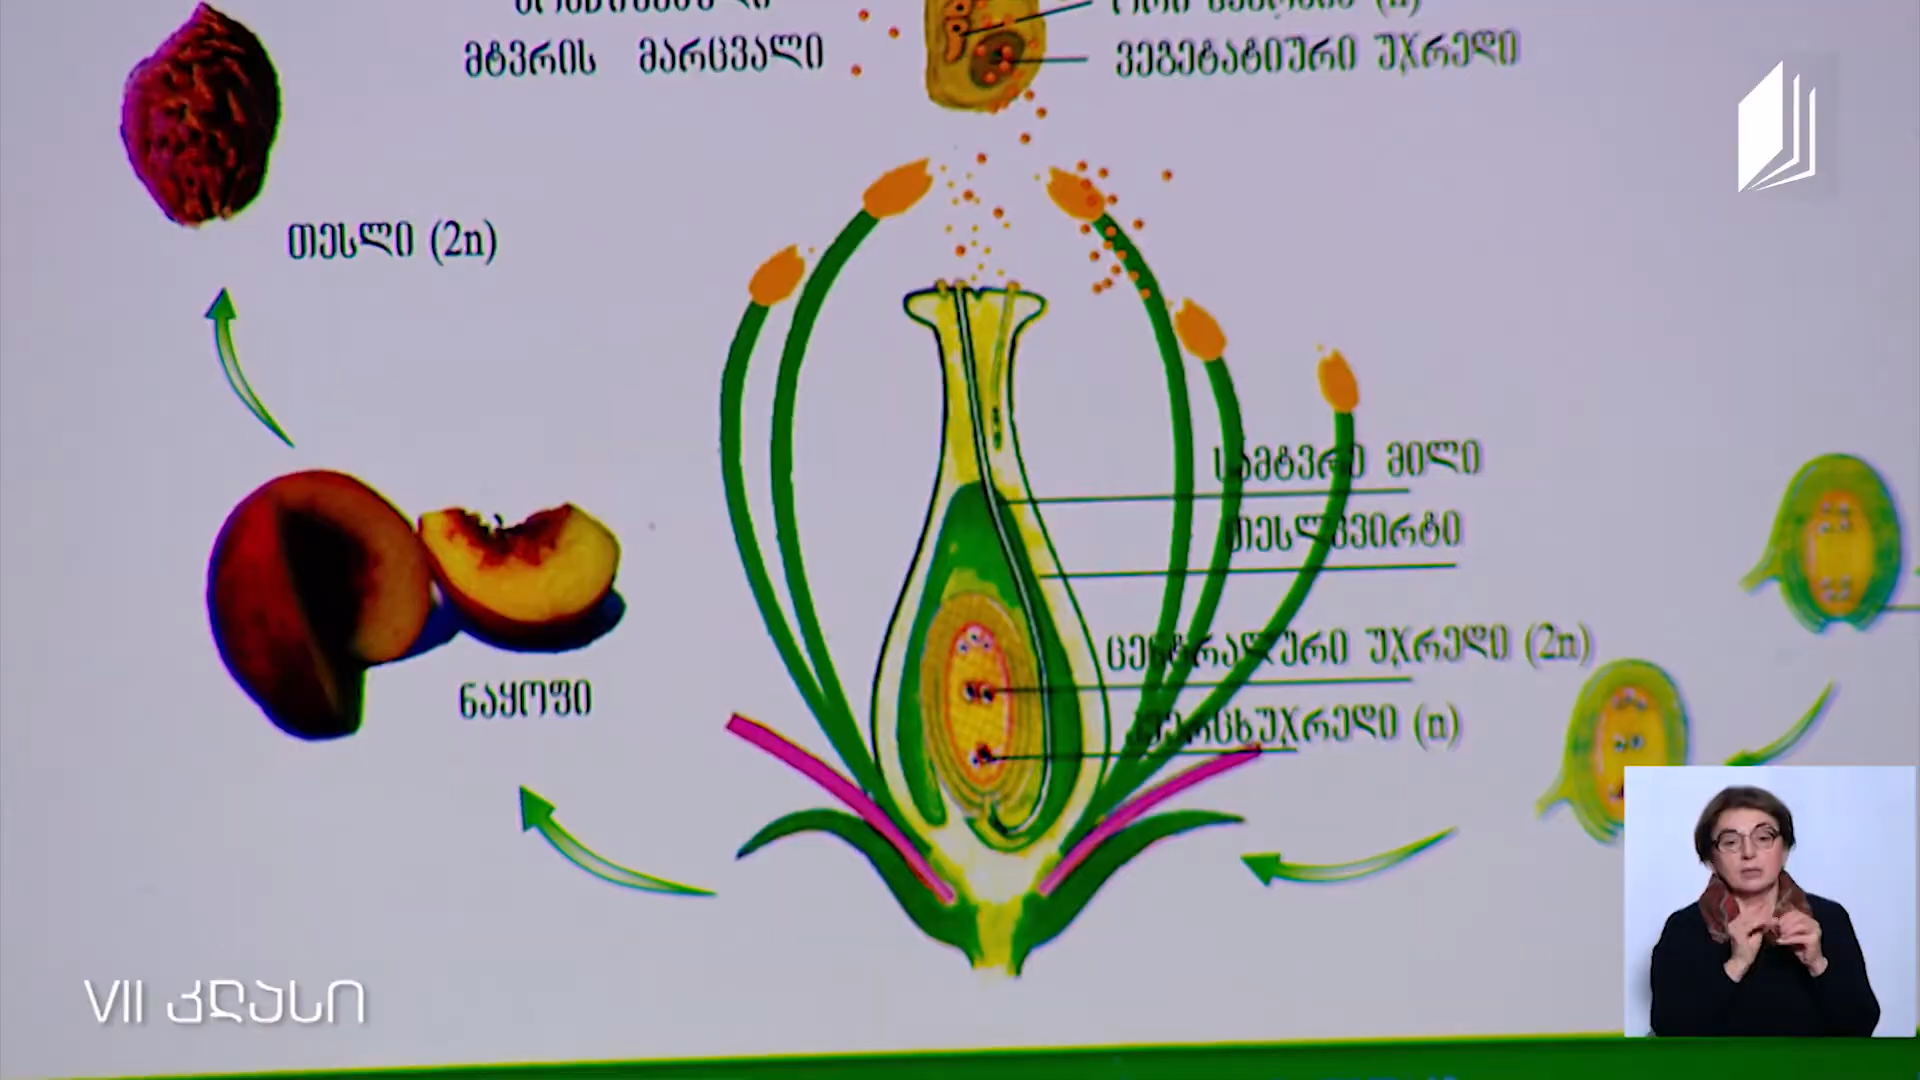 მტვრის მარცვალი
ვეგეტატიური უჯრედი
თესლი (2n)
სამტვრე მილი
თესლკვირტი
ცენტრალური უჯრედი (2n)
კვერცხუჯრედი (n)
ნაყოფი
VII კლასი